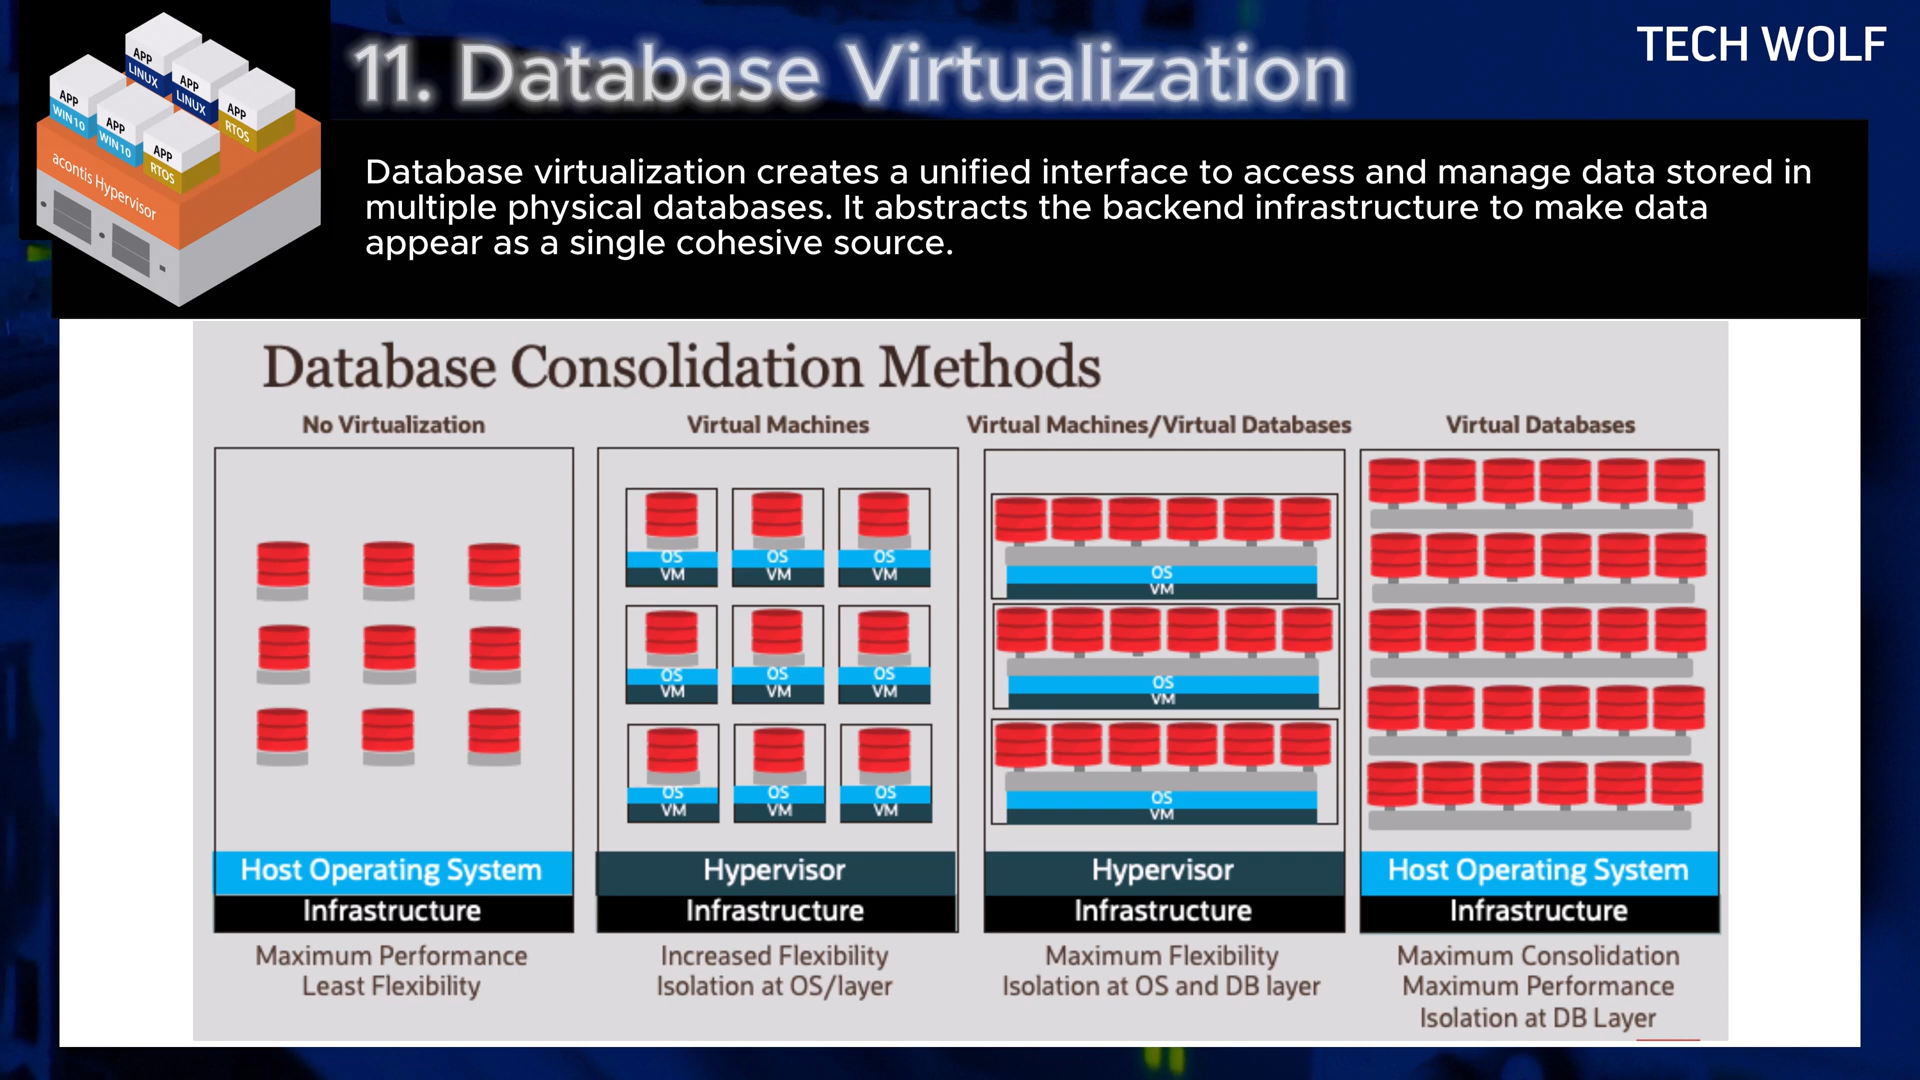 TECH WOLF
11. Database Virtualization
APP
LINUX
APP
LINUX
APP
RTOS
APP
WIN 10
APP
WIN 10
APP
RTOS
acontis Hypervisor
Database virtualization creates a unified interface to access and manage data stored in
multiple physical databases. It abstracts the backend infrastructure to make data
appear as a single cohesive source.
Database Consolidation Methods
No Virtualization
Host Operating System
Infrastructure
Maximum Performance
Least Flexibility
Virtual Machines
OS OS OS
VM VM VM
OS OS OS
VM VM VM
OS OS OS
VM VM VM
Hypervisor
Infrastructure
Increased Flexibility
Isolation at OS/layer
Virtual Machines/Virtual Databases
OS
VM
OS
VM
OS
VM
Hypervisor
Infrastructure
Maximum Flexibility
Isolation at OS and DB layer
Virtual Databases
Host Operating System
Infrastructure
Maximum Consolidation
Maximum Performance
Isolation at DB Layer